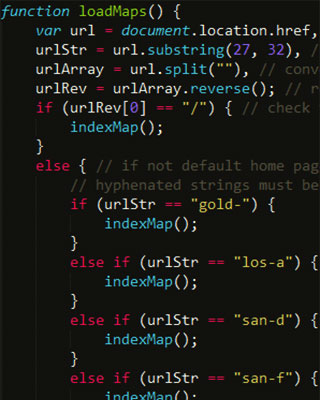 function loadMaps() {
var url = document.location.href,
urlStr = url.substring(27, 32), /
urlArray = url.split(""), // conv
urlRev = urlArray.reverse(); // r
if (urlRev[0] == "/") { // check
indexMap();
}
else { // if not default home pag
// hyphenated strings must be
if (urlStr == "gold-") {
indexMap();
}
else if (urlStr == "los-a") {
indexMap();
}
else if (urlStr == "san-d") {
indexMap();
}
else if (urlStr == "san-f") {
indexMap();